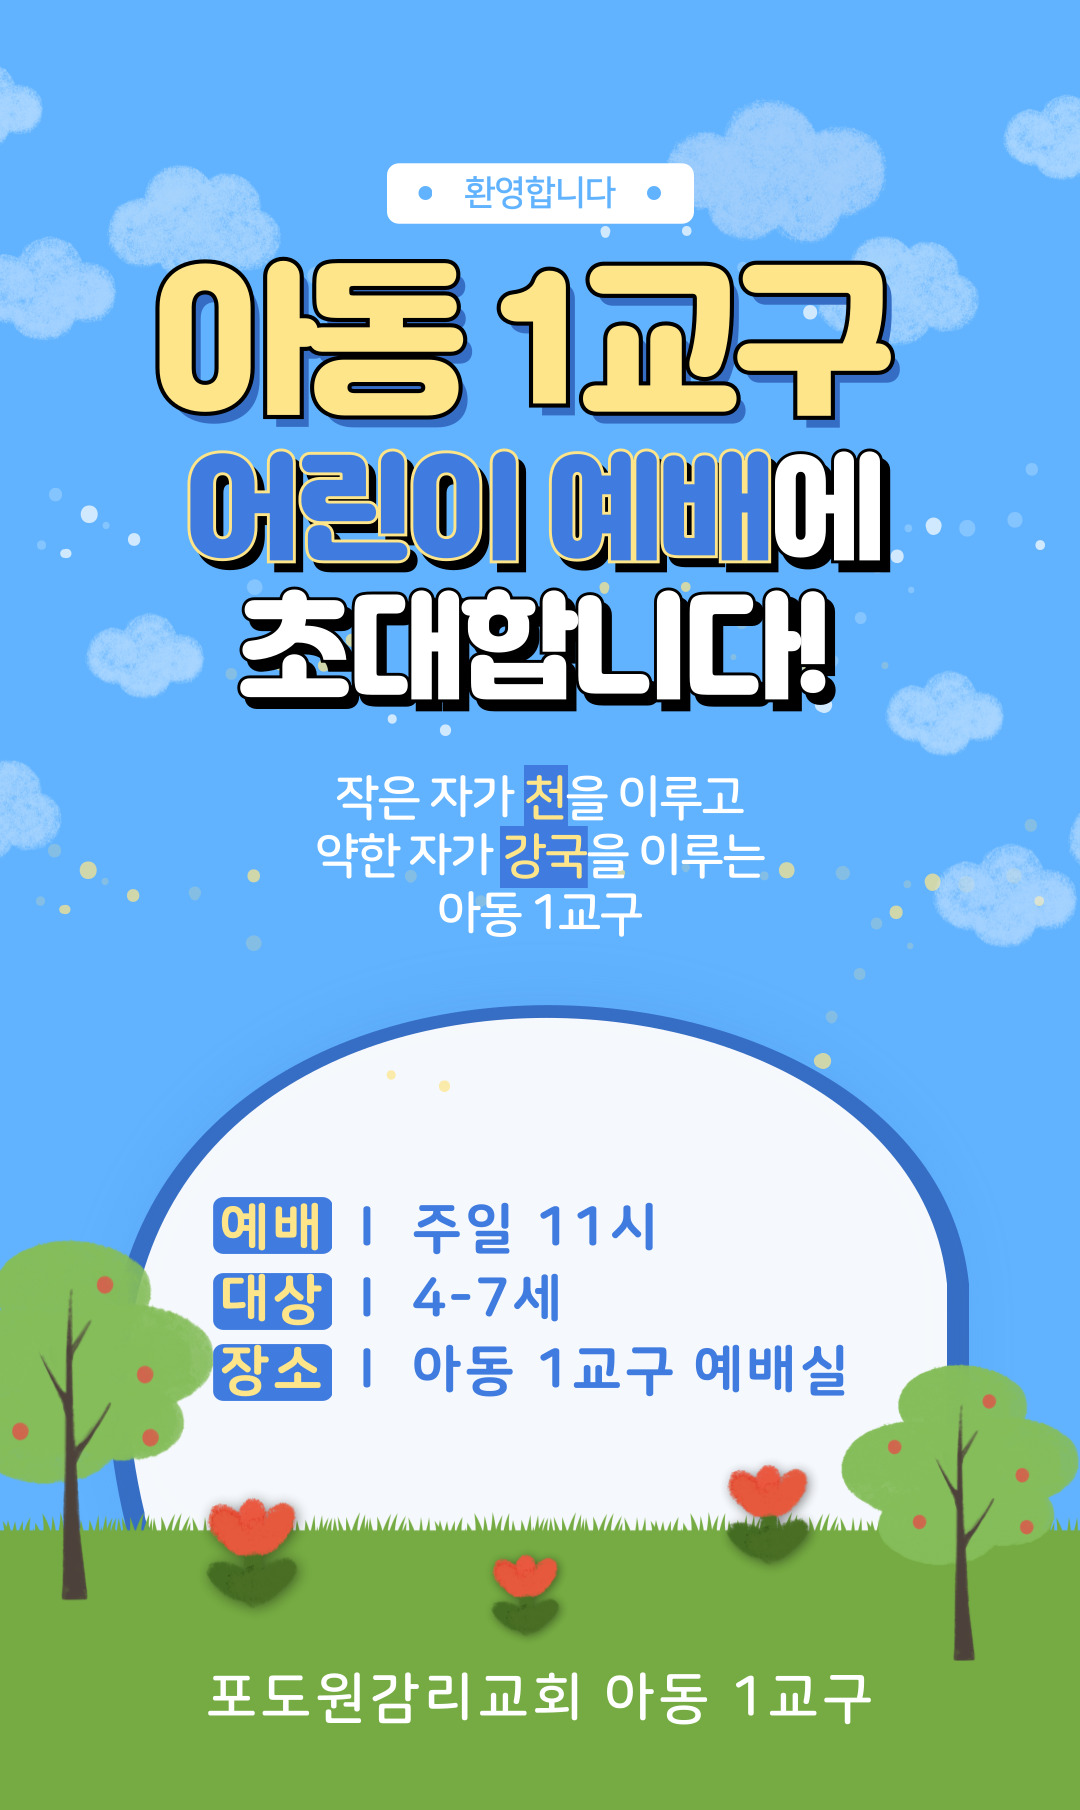 환영합니다
아동 1교구
어린이 예배에
초대합니다!
작은 자가 천을 이루고
약한 자가 강국을 이루는
아동 1교구
예배 | 주일 11시
대상 | 4-7세
장소 | 아동 1교구 예배실
포도원감리교회 아동 1교구